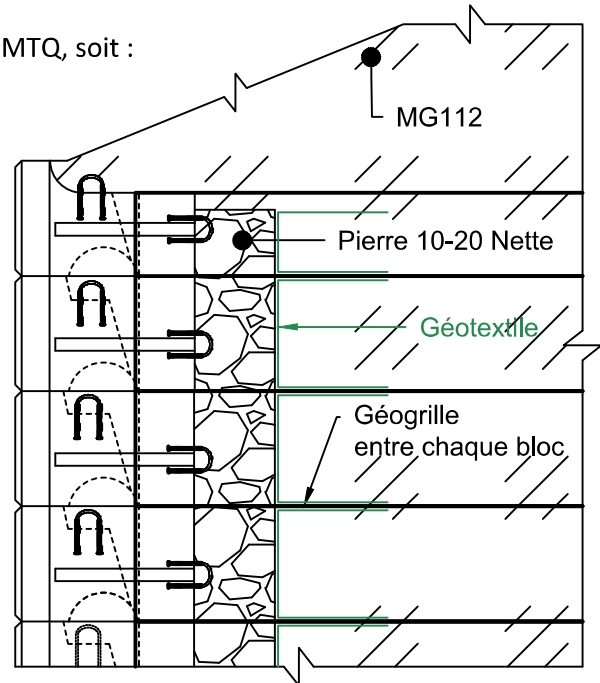 MTQ, soit :
MG112
Pierre 10-20 Nette
Géotextile
Géogrille
entre chaque bloc